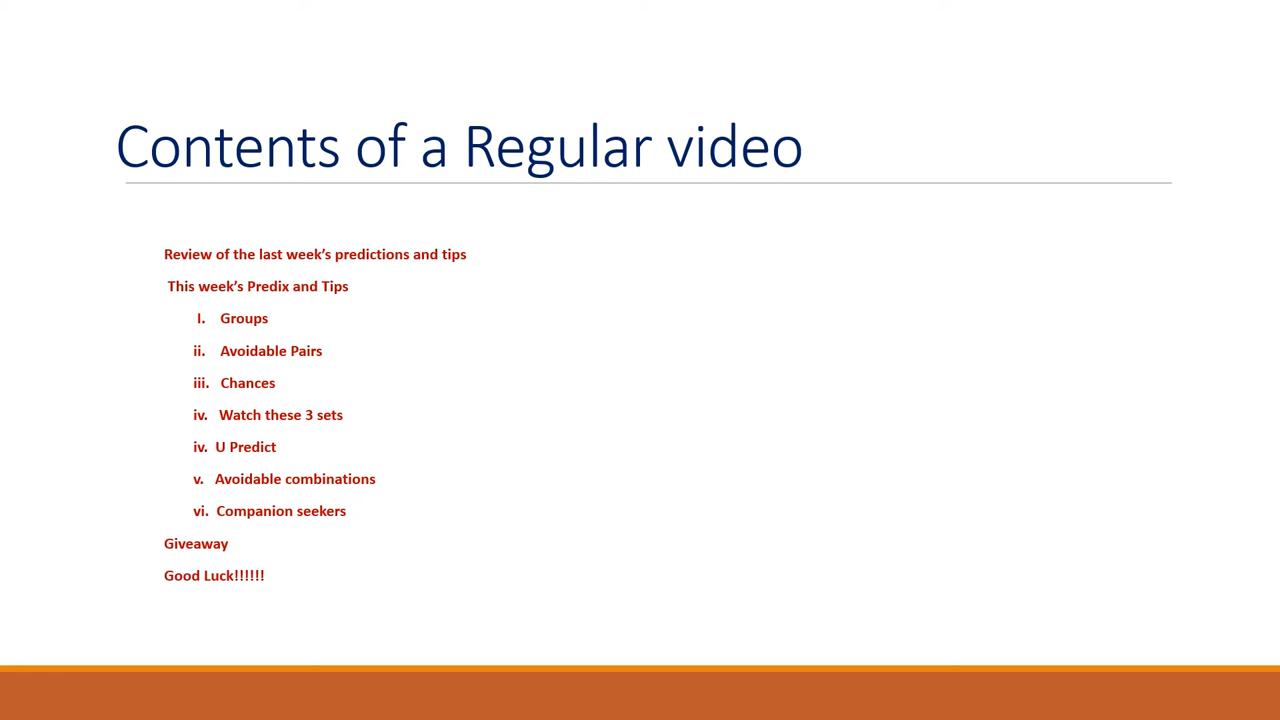 Contents of a Regular video
Review of the last week’s predictions and tips
This week’s Predix and Tips
I. Groups
ii. Avoidable Pairs
iii. Chances
iv. Watch these 3 sets
iv. U Predict
v. Avoidable combinations
vi. Companion seekers
Giveaway
Good Luck!!!!!!